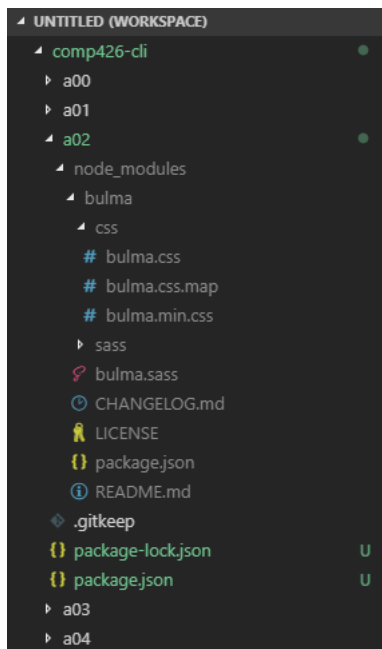 UNTITLED (WORKSPACE)
comp426-cli
a00
a01
a02
node_modules
bulma
css
# bulma.css
# bulma.css.map
# bulma.min.css
sass
bulma.sass
CHANGELOG.md
LICENSE
{} package.json
README.md
.gitkeep
{} package-lock.json U
{} package.json U
a03
a04